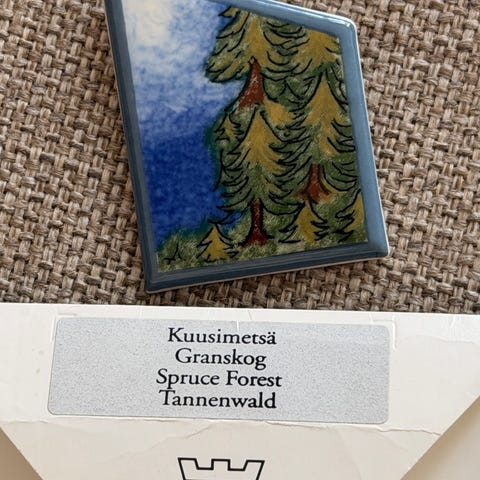 Kuusimetsä
Granskog
Spruce Forest
Tannenwald